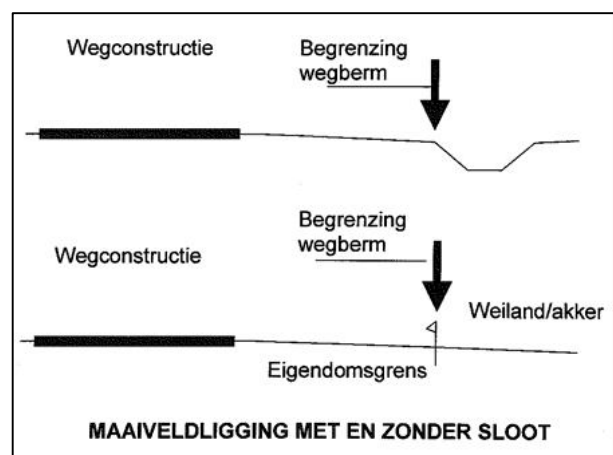 Wegconstructie
Begrenzing
wegberm
Begrenzing
wegberm
Wegconstructie
Weiland/akker
Eigendomsgrens
MAAIVELDLIGGING MET EN ZONDER SLOOT